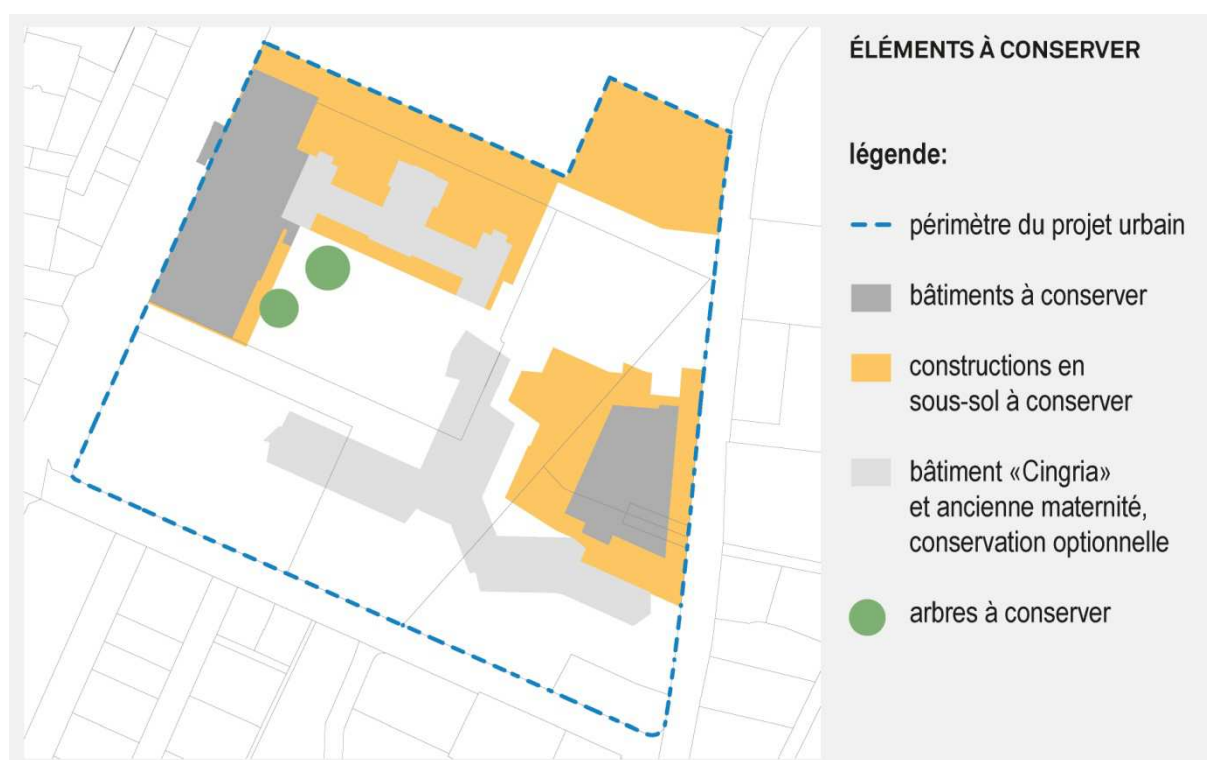 ÉLÉMENTS À CONSERVER
légende:
périmètre du projet urbain
bâtiments à conserver
constructions en
sous-sol à conserver
bâtiment «Cingria»
et ancienne maternité,
conservation optionnelle
arbres à conserver